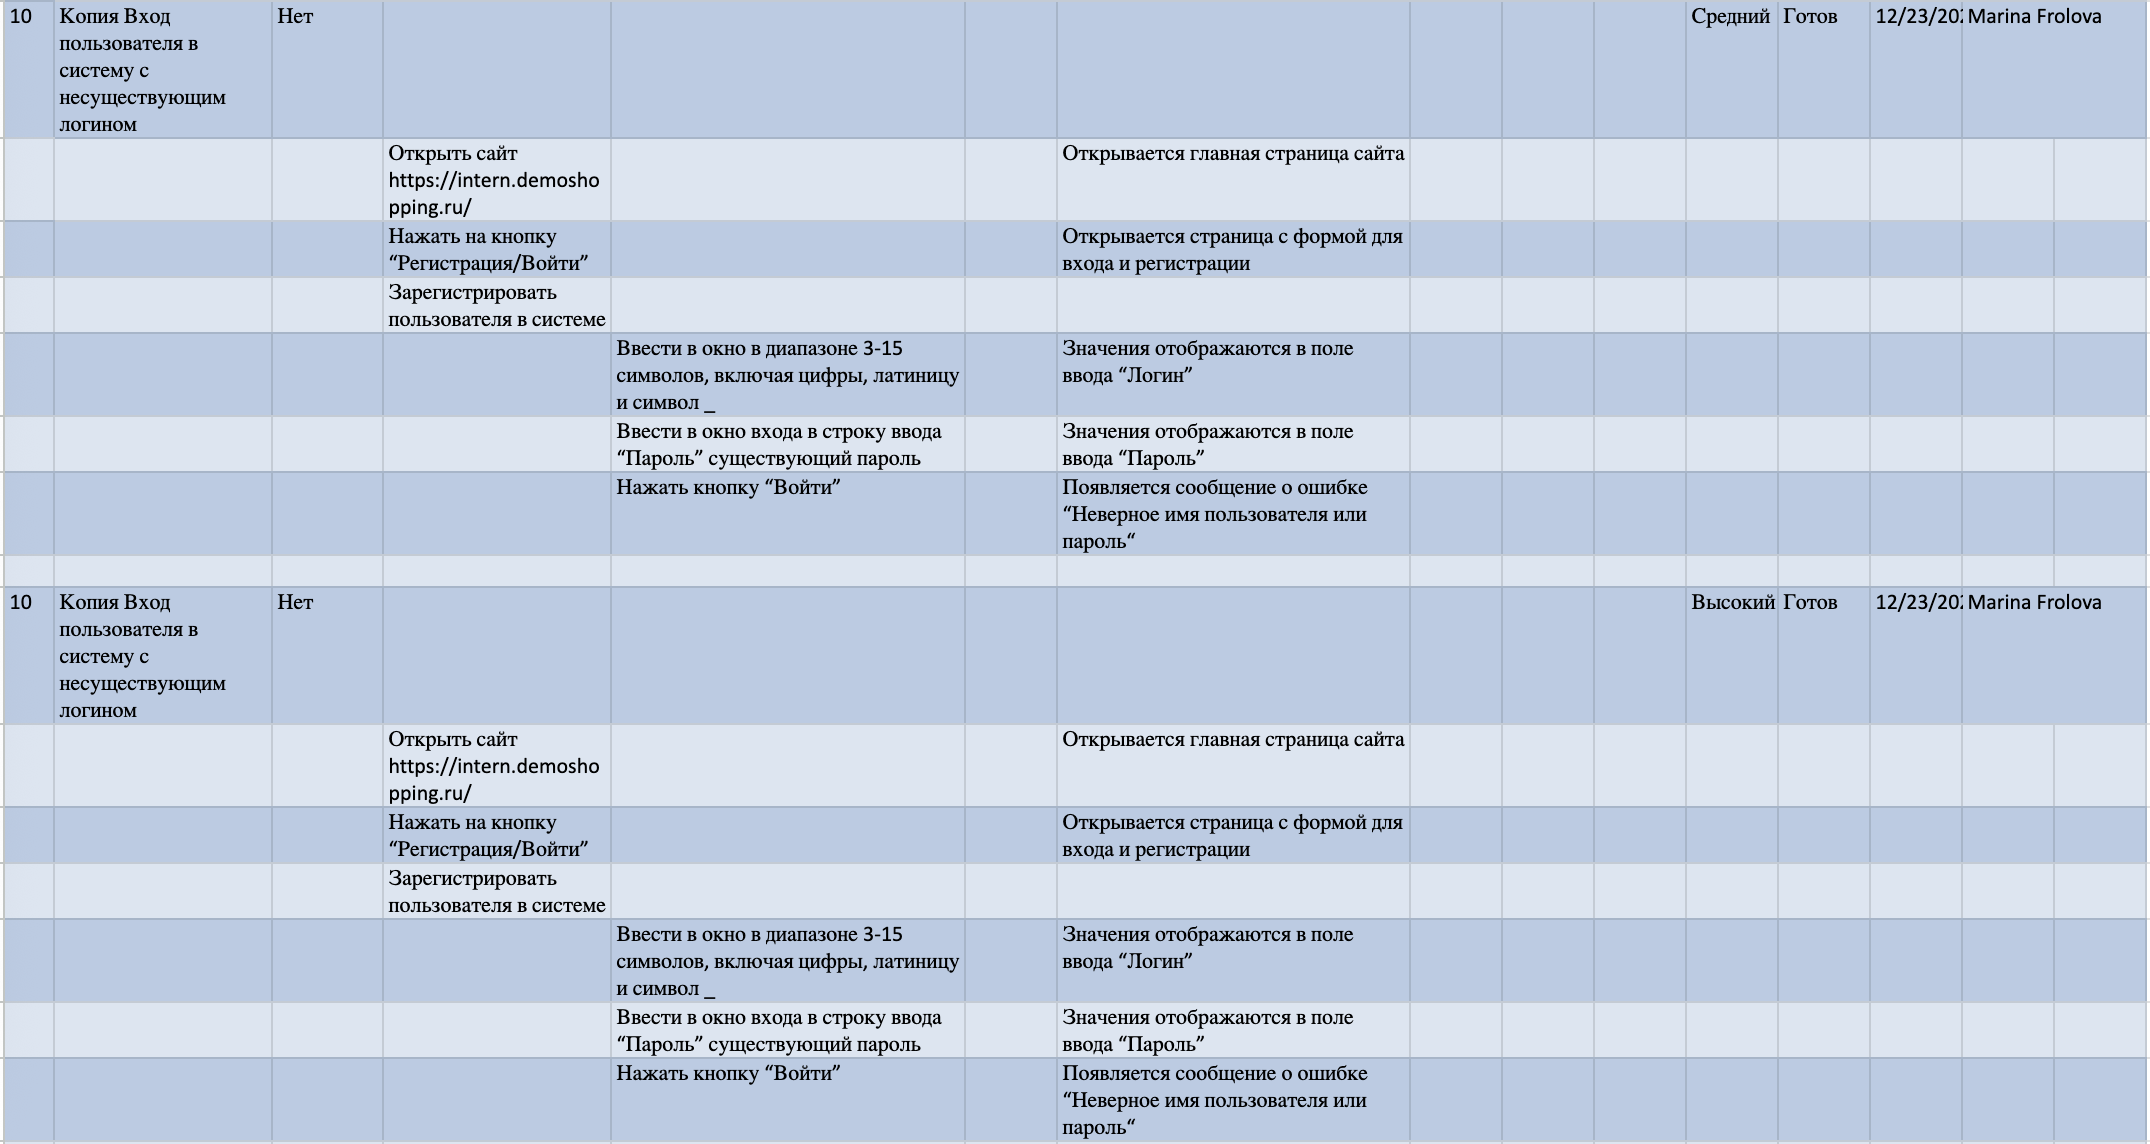 10 Копия Вход Нет Средний Готов 12/23/202 Marina Frolova
пользователя в
систему с
несуществующим
логином
Открыть сайт Открывается главная страница сайта
https://intern.demosho
pping.ru/
Нажать на кнопку Открывается страница с формой для
“Регистрация/Войти” входа и регистрации
Зарегистрировать
пользователя в системе
Ввести в окно в диапазоне 3-15 Значения отображаются в поле
символов, включая цифры, латиницу ввода “Логин”
и символ _
Ввести в окно входа в строку ввода Значения отображаются в поле
“Пароль” существующий пароль ввода “Пароль”
Нажать кнопку “Войти” Появляется сообщение о ошибке
“Неверное имя пользователя или
пароль“
10 Копия Вход Нет Высокий Готов 12/23/202 Marina Frolova
пользователя в
систему с
несуществующим
логином
Открыть сайт Открывается главная страница сайта
https://intern.demosho
pping.ru/
Нажать на кнопку Открывается страница с формой для
“Регистрация/Войти” входа и регистрации
Зарегистрировать
пользователя в системе
Ввести в окно в диапазоне 3-15 Значения отображаются в поле
символов, включая цифры, латиницу ввода “Логин”
и символ _
Ввести в окно входа в строку ввода Значения отображаются в поле
“Пароль” существующий пароль ввода “Пароль”
Нажать кнопку “Войти” Появляется сообщение о ошибке
“Неверное имя пользователя или
пароль“